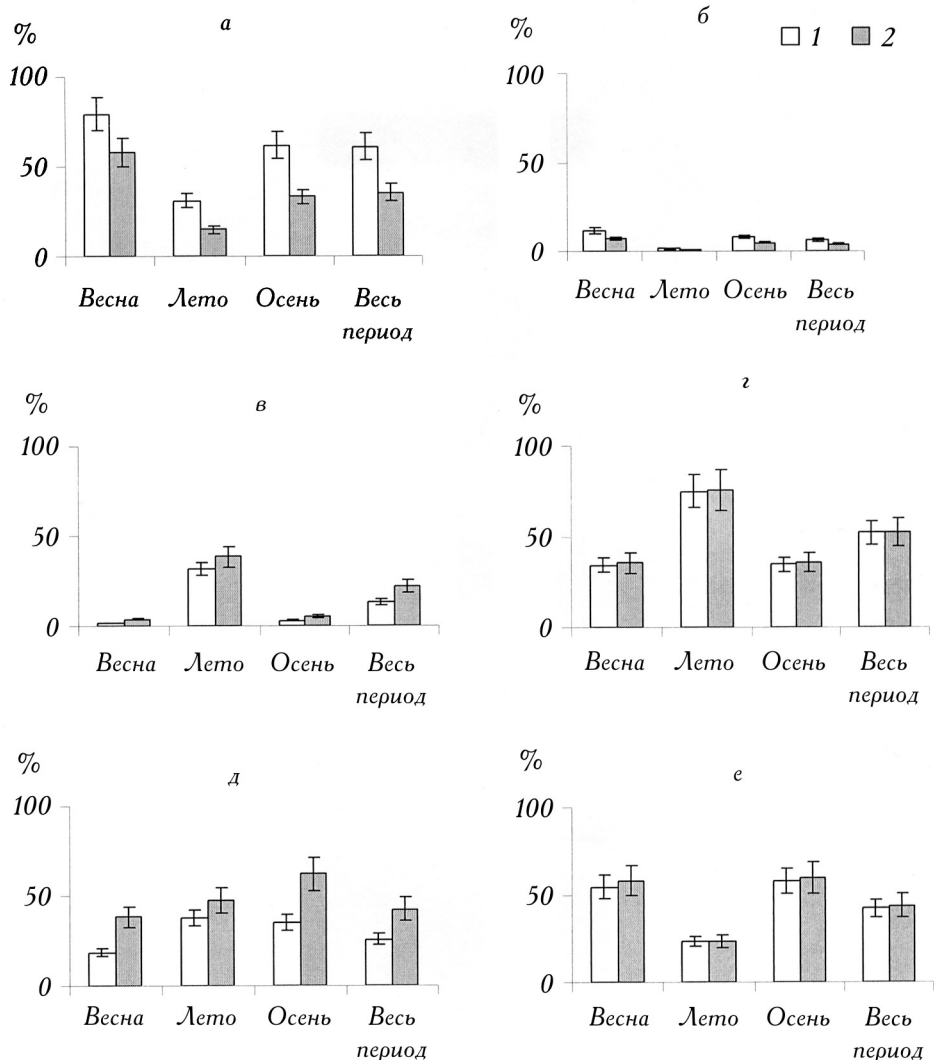 а
б
%
%
1
2
100
50
0
Весна
Лето
Осень
Весь
период
100
50
0
Весна
Лето
Осень
Весь
период
в
г
%
%
100
50
0
Весна
Лето
Осень
Весь
период
100
50
0
Весна
Лето
Осень
Весь
период
д
е
%
%
100
50
0
Весна
Лето
Осень
Весь
период
100
50
0
Весна
Лето
Осень
Весь
период